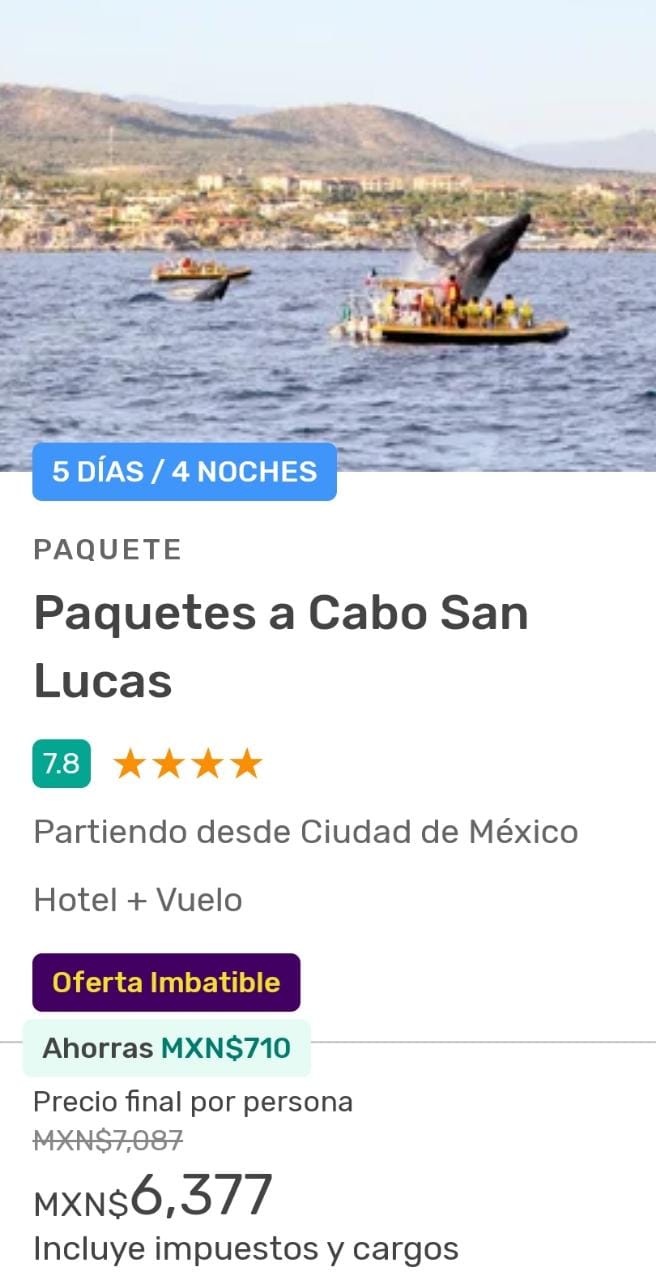 5 DÍAS / 4 NOCHES
PAQUETE
Paquetes a Cabo San
Lucas
7.8
Partiendo desde Ciudad de México
Hotel + Vuelo
Oferta Imbatible
Ahorras MXN$710
Precio final por persona
MXN$7,087
MXN$6,377
Incluye impuestos y cargos